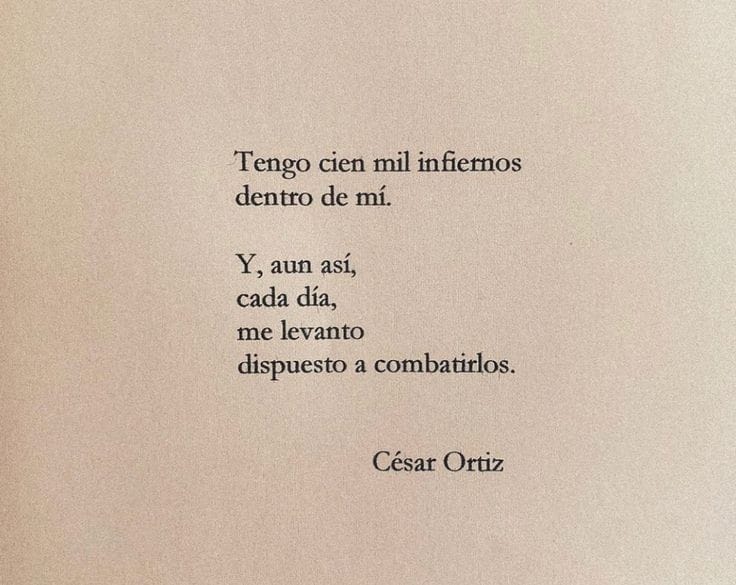 Tengo cien mil infiernos
dentro de mí.
Y, aun así,
cada día,
me levanto
dispuesto a combatirlos.
César Ortiz